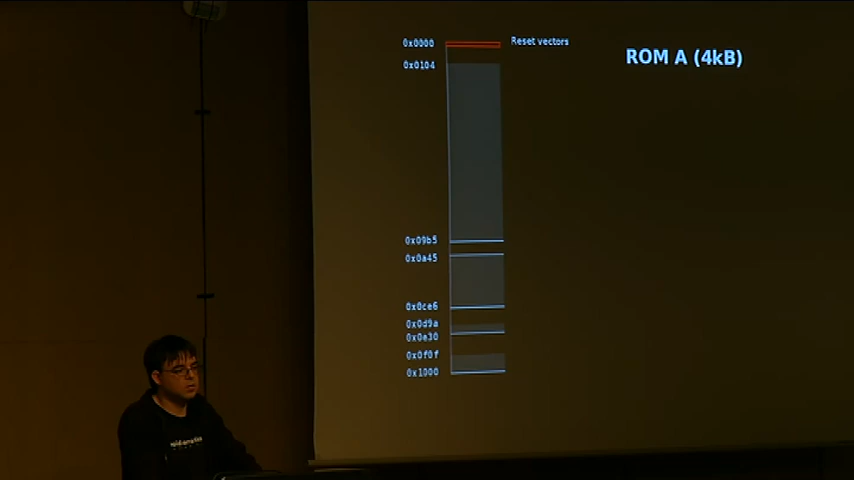 0x0000
Reset vectors
ROM A (4kB)
0x0104
0x09b5
0x0a45
0x0ce6
0x0d9a
0x0e30
0x0f0f
0x1000